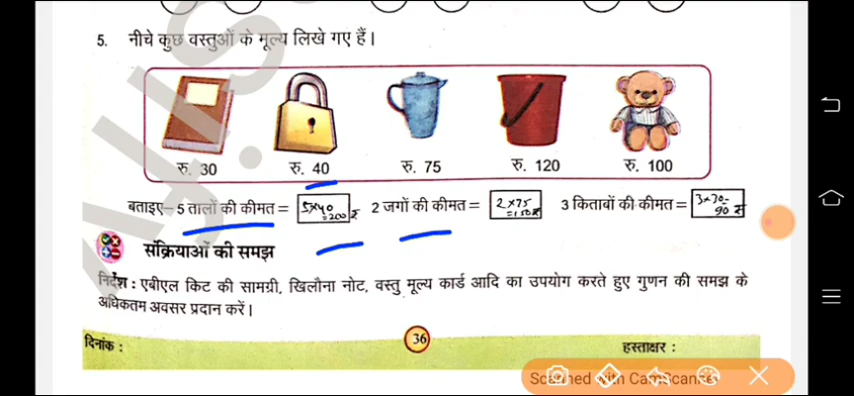 5. नीचे कुछ वस्तुओं के मूल्य लिखे गए हैं।
रु. 30 रु. 40 रु. 75 रु. 120 रु. 100
बताइए– 5 तालों की कीमत = 5×40 =200 रु 2 जगों की कीमत = 2×75 =150रु 3 किताबों की कीमत = 3×30= 90 रु
संक्रियाओं की समझ
निर्देश : एबीएल किट की सामग्री, खिलौना नोट, वस्तु मूल्य कार्ड आदि का उपयोग करते हुए गुणन की समझ के
अधिकतम अवसर प्रदान करें।
दिनांक : 36 हस्ताक्षर :
Scanned with CamScanner